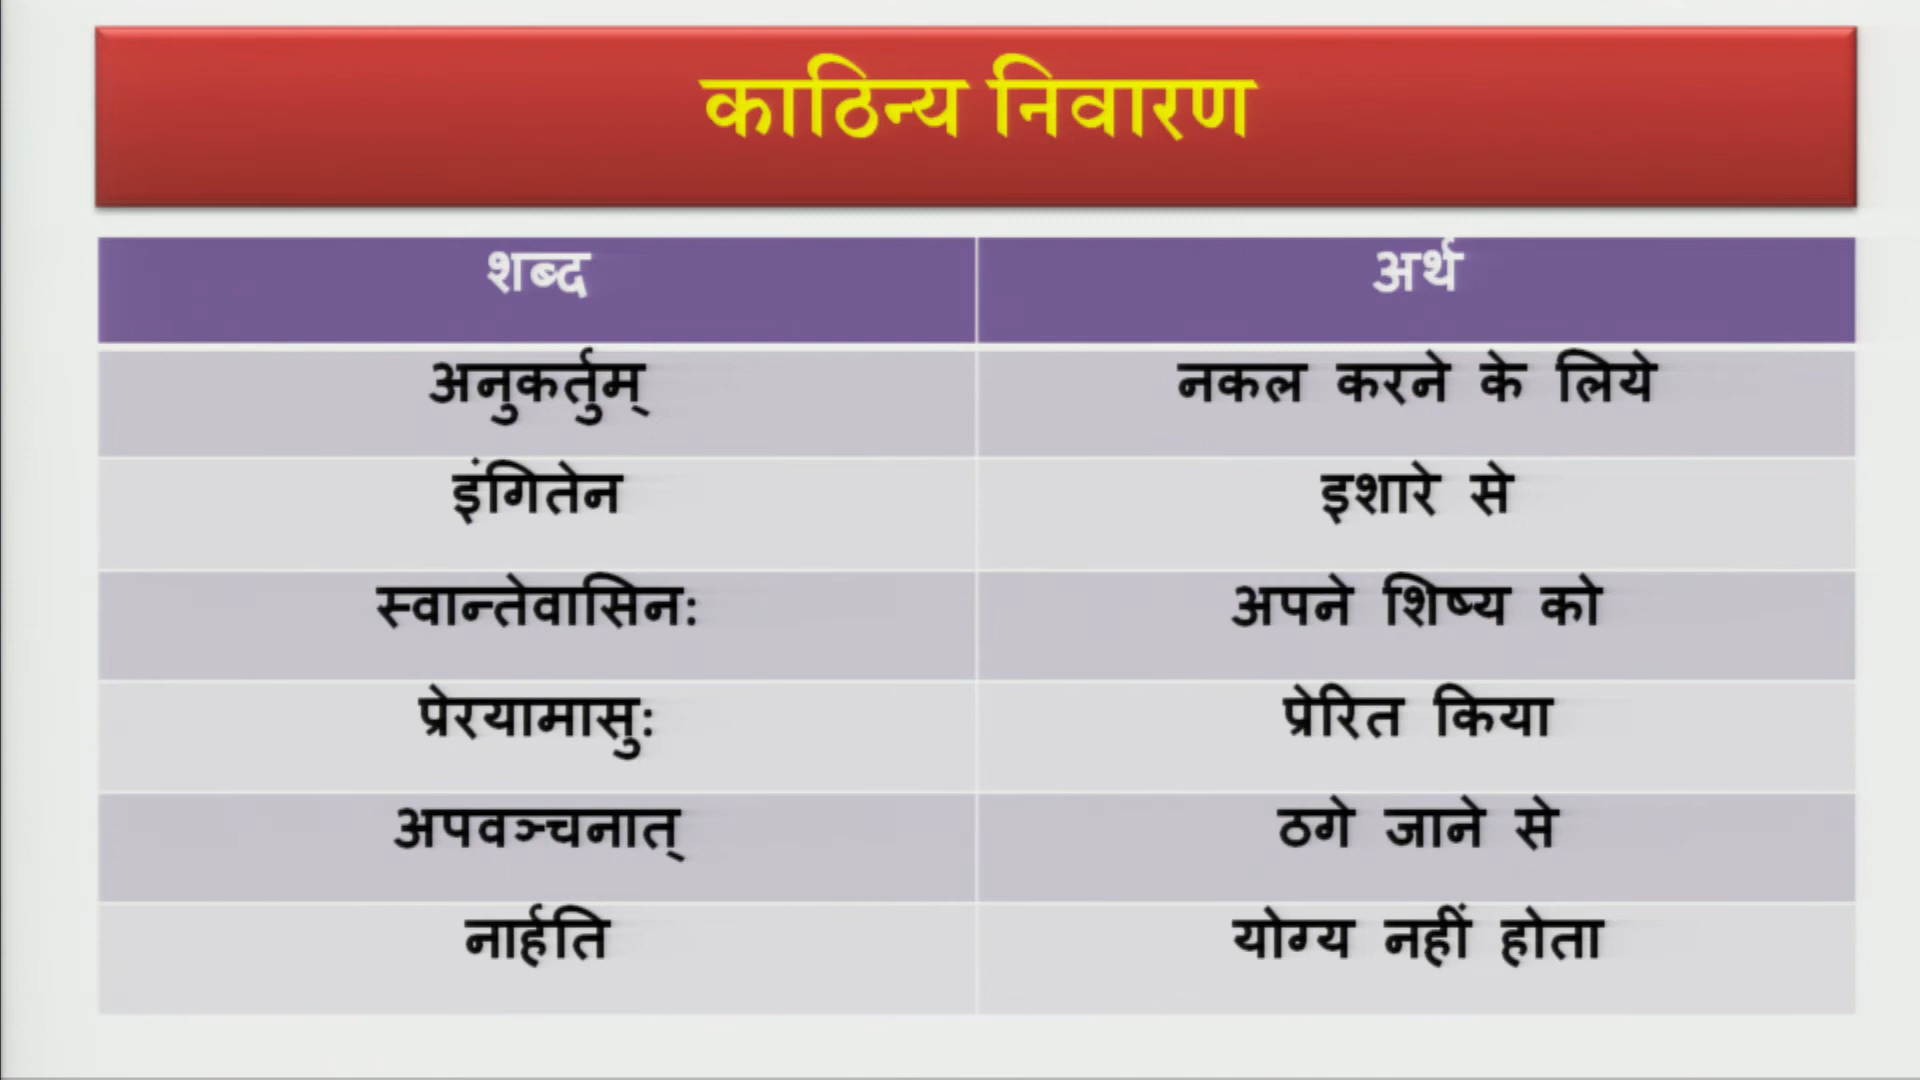 काठिन्य निवारण
शब्द अर्थ
अनुकर्तुम् नकल करने के लिये
इंगितेन इशारे से
स्वान्तेवासिनः अपने शिष्य को
प्रेरयामासुः प्रेरित किया
अपवञ्चनात् ठगे जाने से
नार्हति योग्य नहीं होता